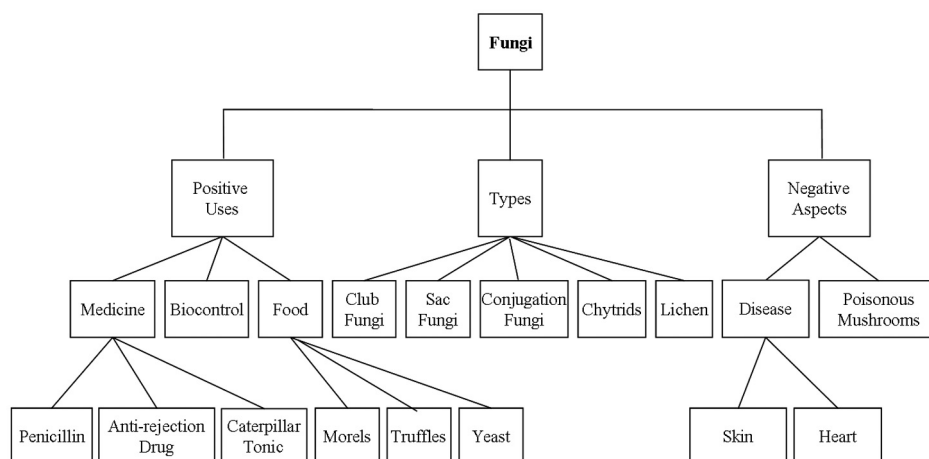 Fungi
Positive
Uses
Types
Negative
Aspects
Medicine
Biocontrol
Food
Club
Fungi
Sac
Fungi
Conjugation
Fungi
Chytrids
Lichen
Disease
Poisonous
Mushrooms
Penicillin
Anti-rejection
Drug
Caterpillar
Tonic
Morels
Truffles
Yeast
Skin
Heart